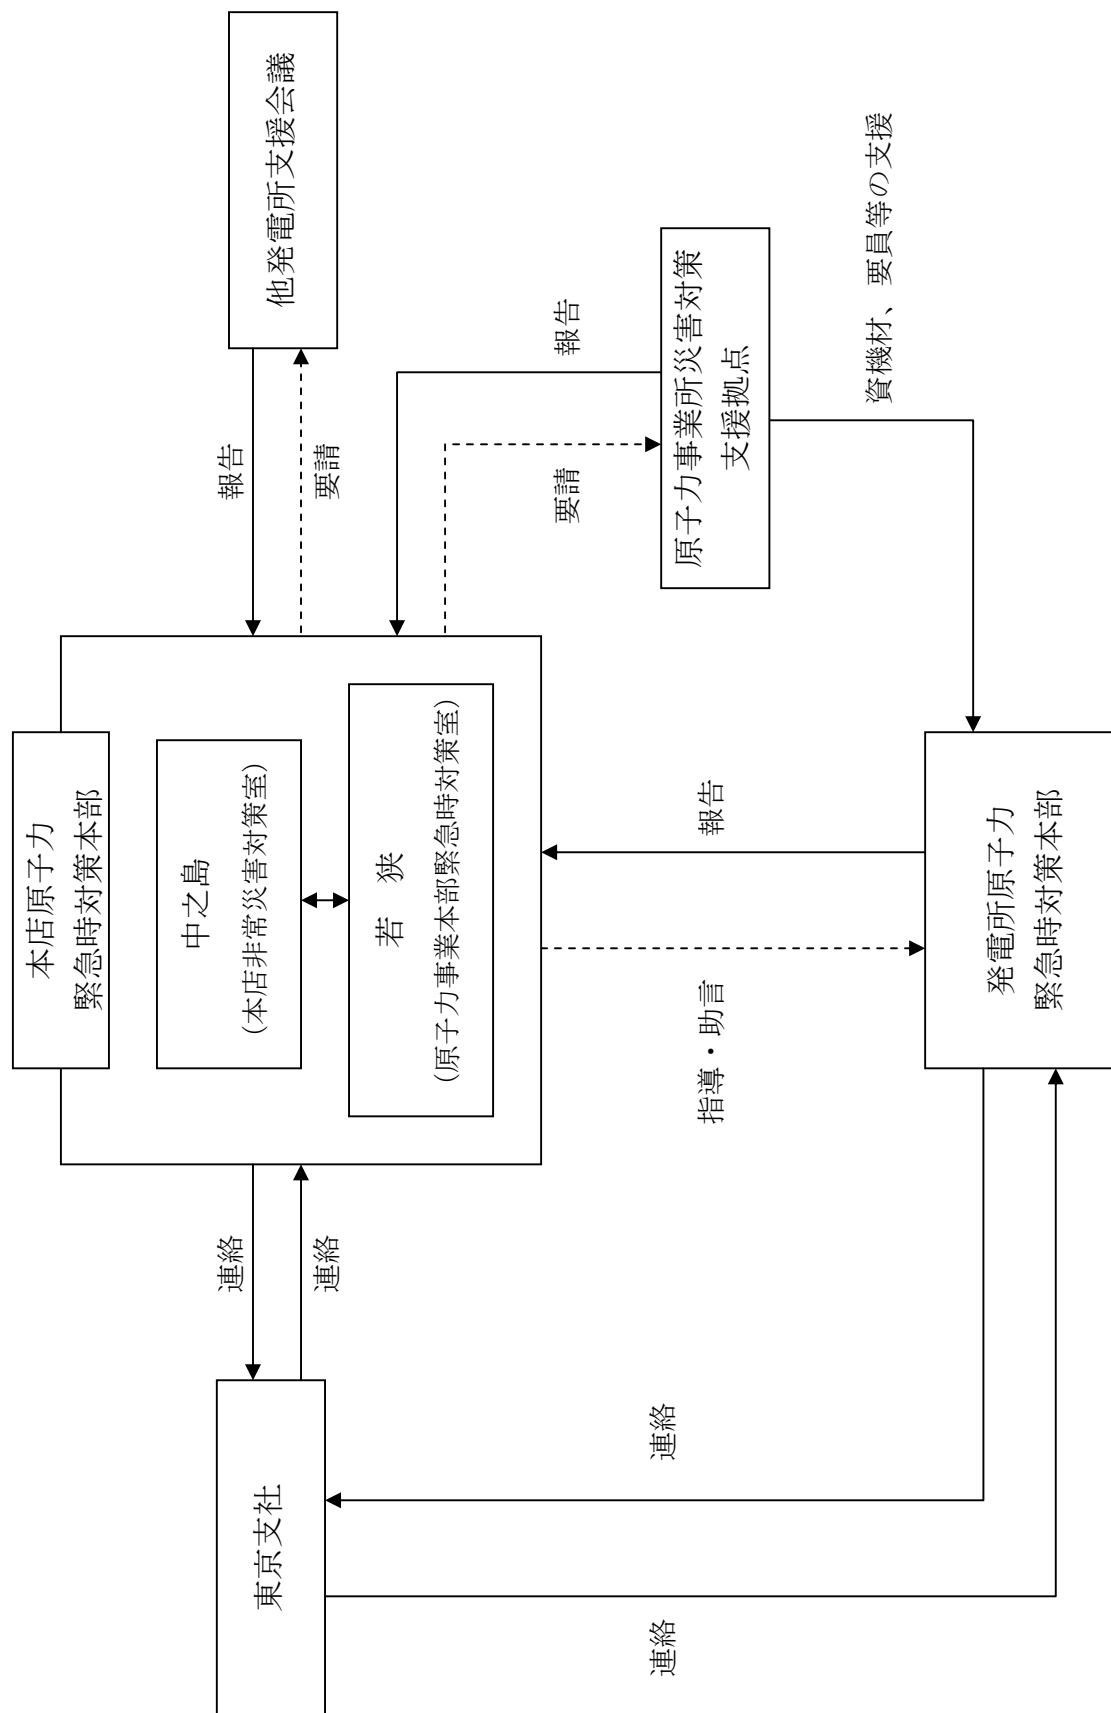 本店原子力
緊急時対策本部
中之島
(本店非常災害対策室)
若 狭
(原子力事業本部緊急時対策室)
東京支社
連絡
連絡
報告
要請
他発電所支援会議
報告
要請
原子力事業所災害対策
支援拠点
資機材、要員等の支援
連絡
連絡
指導・助言
報告
発電所原子力
緊急時対策本部